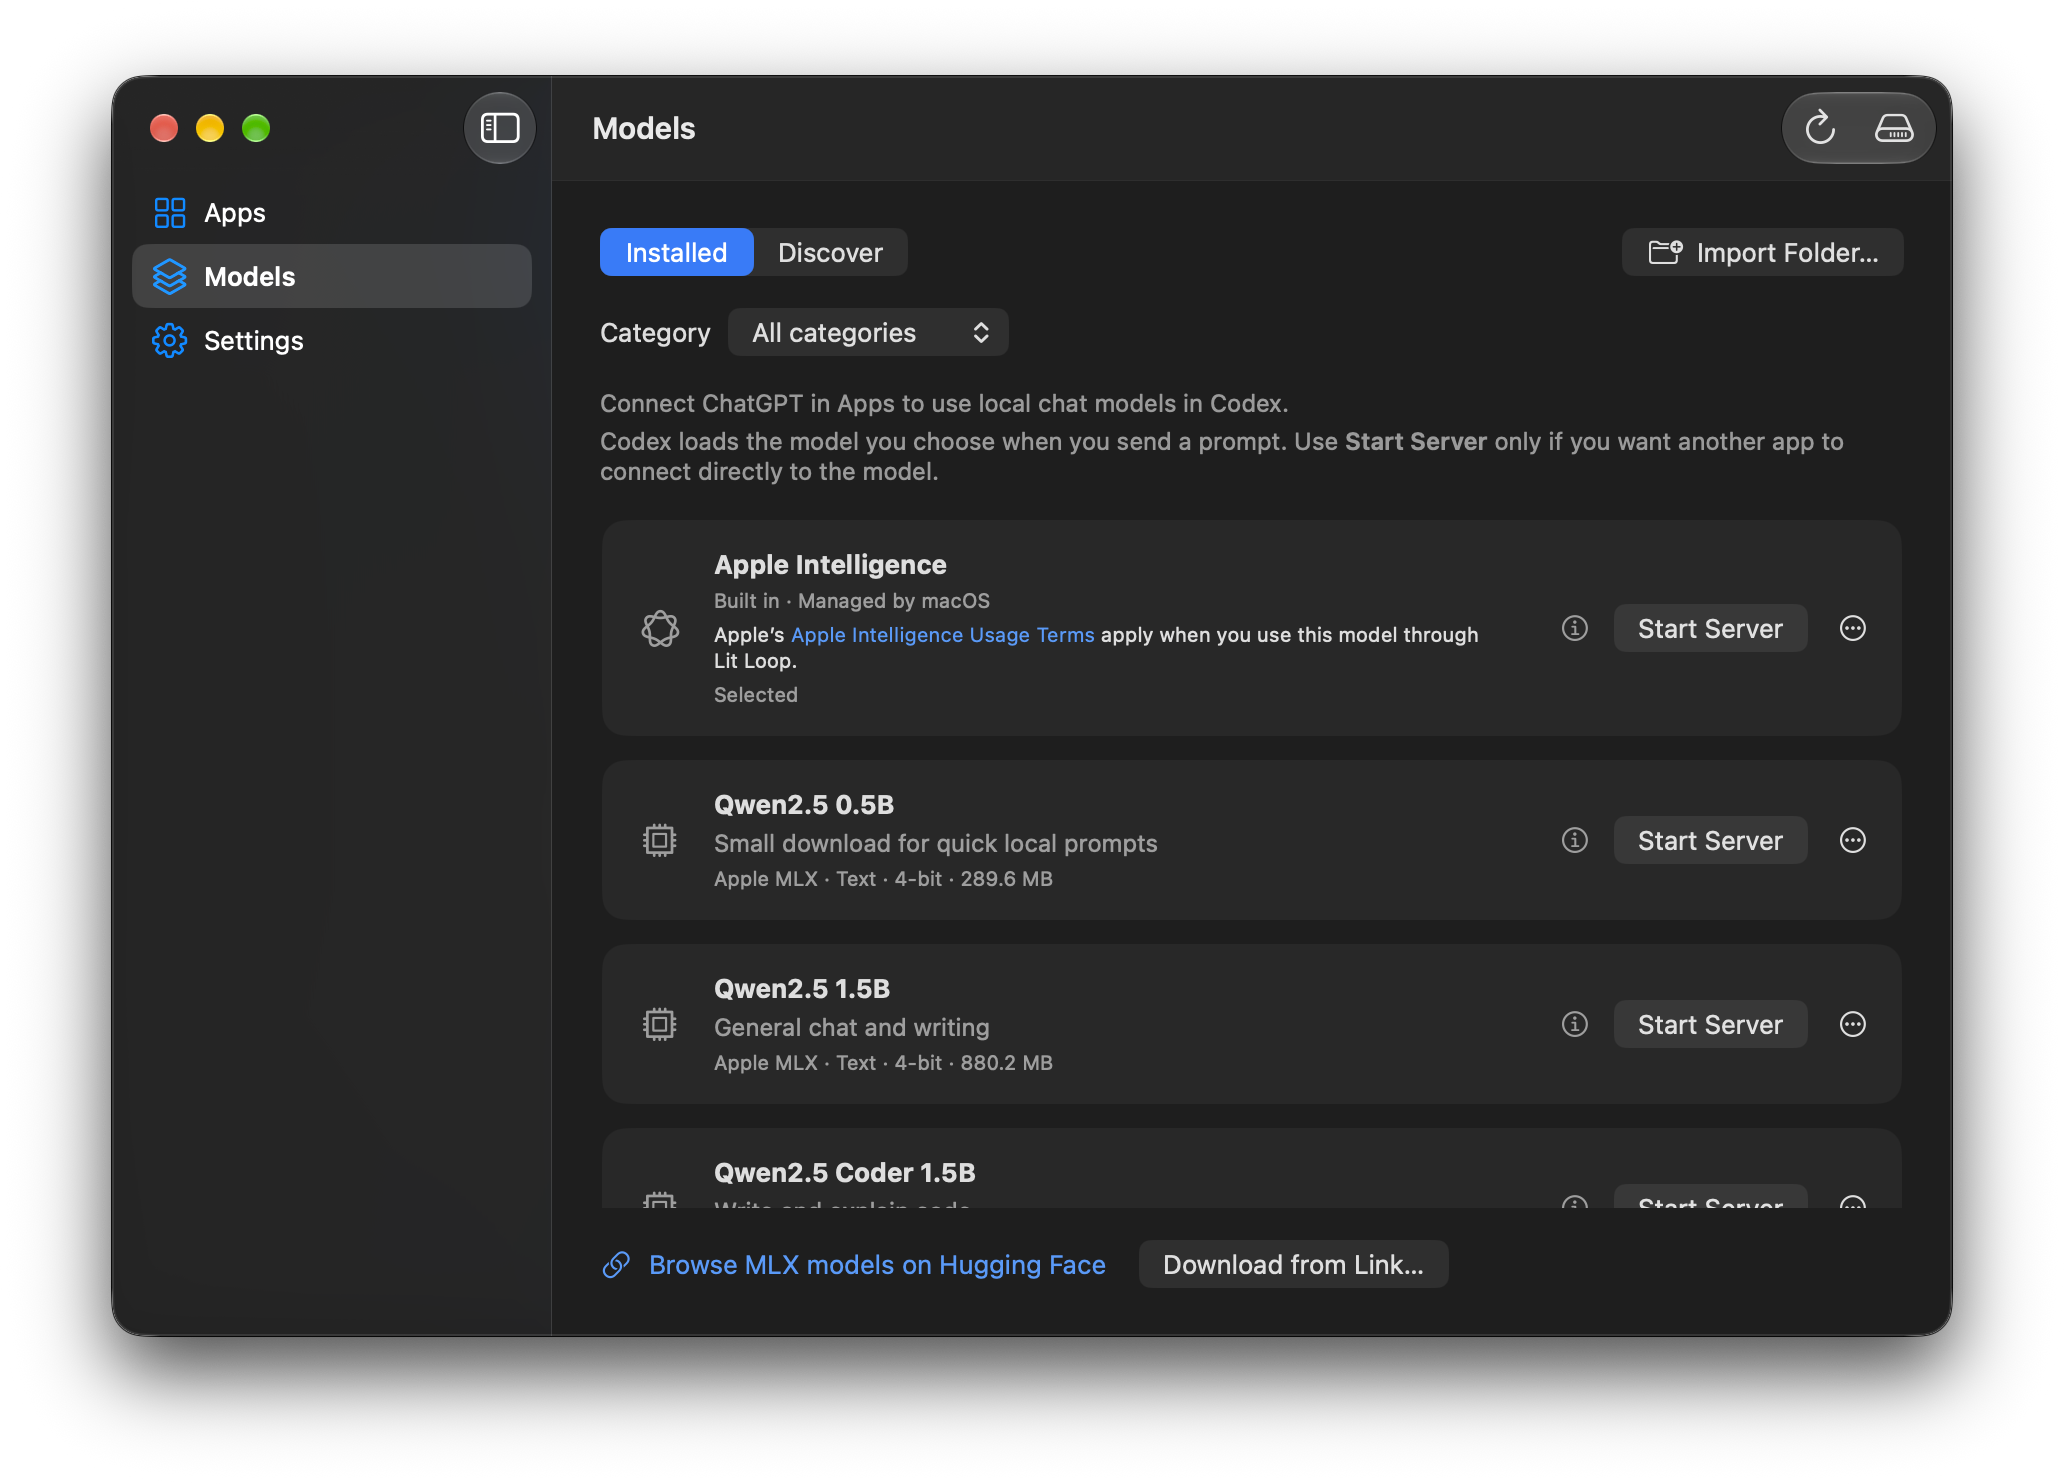 Models
Apps
Models
Settings
Installed
Discover
Import Folder...
Category
All categories
Connect ChatGPT in Apps to use local chat models in Codex.
Codex loads the model you choose when you send a prompt. Use Start Server only if you want another app to
connect directly to the model.
Apple Intelligence
Built in · Managed by macOS
Apple’s Apple Intelligence Usage Terms apply when you use this model through
Lit Loop.
Selected
Start Server
Qwen2.5 0.5B
Small download for quick local prompts
Apple MLX · Text · 4-bit · 289.6 MB
Start Server
Qwen2.5 1.5B
General chat and writing
Apple MLX · Text · 4-bit · 880.2 MB
Start Server
Qwen2.5 Coder 1.5B
Write and explain code
Start Server
Browse MLX models on Hugging Face
Download from Link...